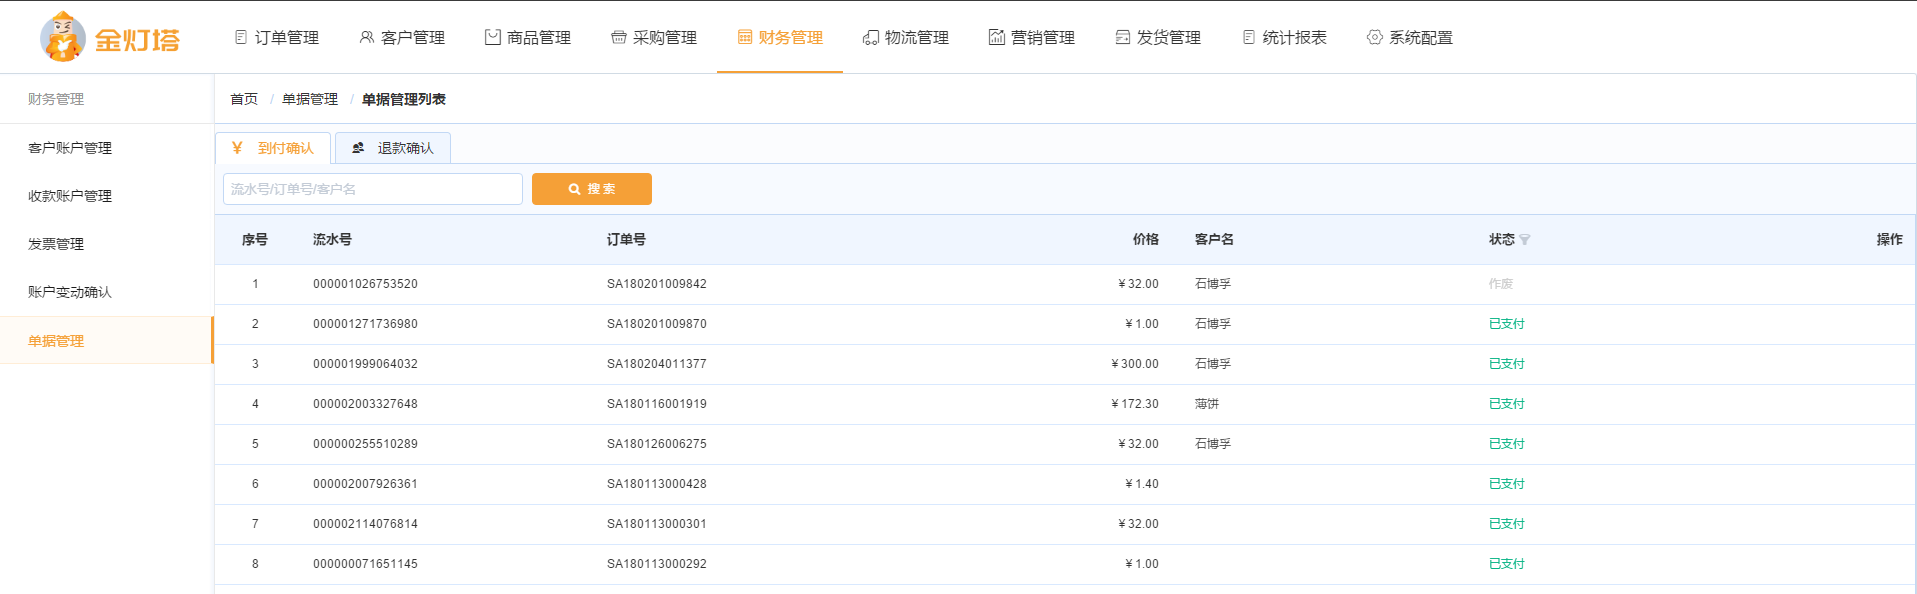 金灯塔 订单管理 客户管理 商品管理 采购管理 财务管理 物流管理 营销管理 发货管理 统计报表 系统配置
财务管理
客户账户管理
收款账户管理
发票管理
账户变动确认
单据管理
首页 / 单据管理 / 单据管理列表
¥ 到付确认 退款确认
流水号/订单号/客户名 搜索
序号 流水号 订单号 价格 客户名 状态 操作
1 000001026753520 SA180201009842 ¥32.00 石博孚 作废
2 000001271736980 SA180201009870 ¥1.00 石博孚 已支付
3 000001999064032 SA180204011377 ¥300.00 石博孚 已支付
4 000002003327648 SA180116001919 ¥172.30 薄饼 已支付
5 000000255510289 SA180126006275 ¥32.00 石博孚 已支付
6 000002007926361 SA180113000428 ¥1.40 已支付
7 000002114076814 SA180113000301 ¥32.00 已支付
8 000000071651145 SA180113000292 ¥1.00 已支付